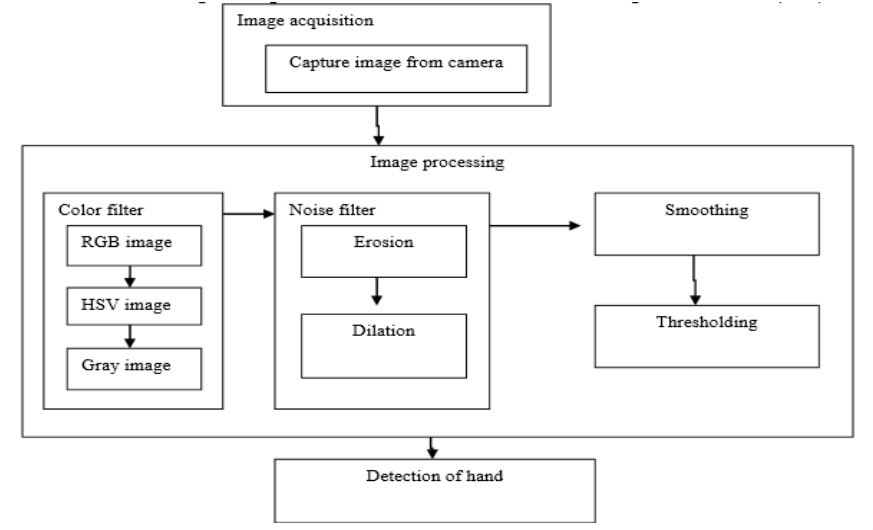 Image acquisition
Capture image from camera
Image processing
Color filter
RGB image
HSV image
Gray image
Noise filter
Erosion
Dilation
Smoothing
Thresholding
Detection of hand